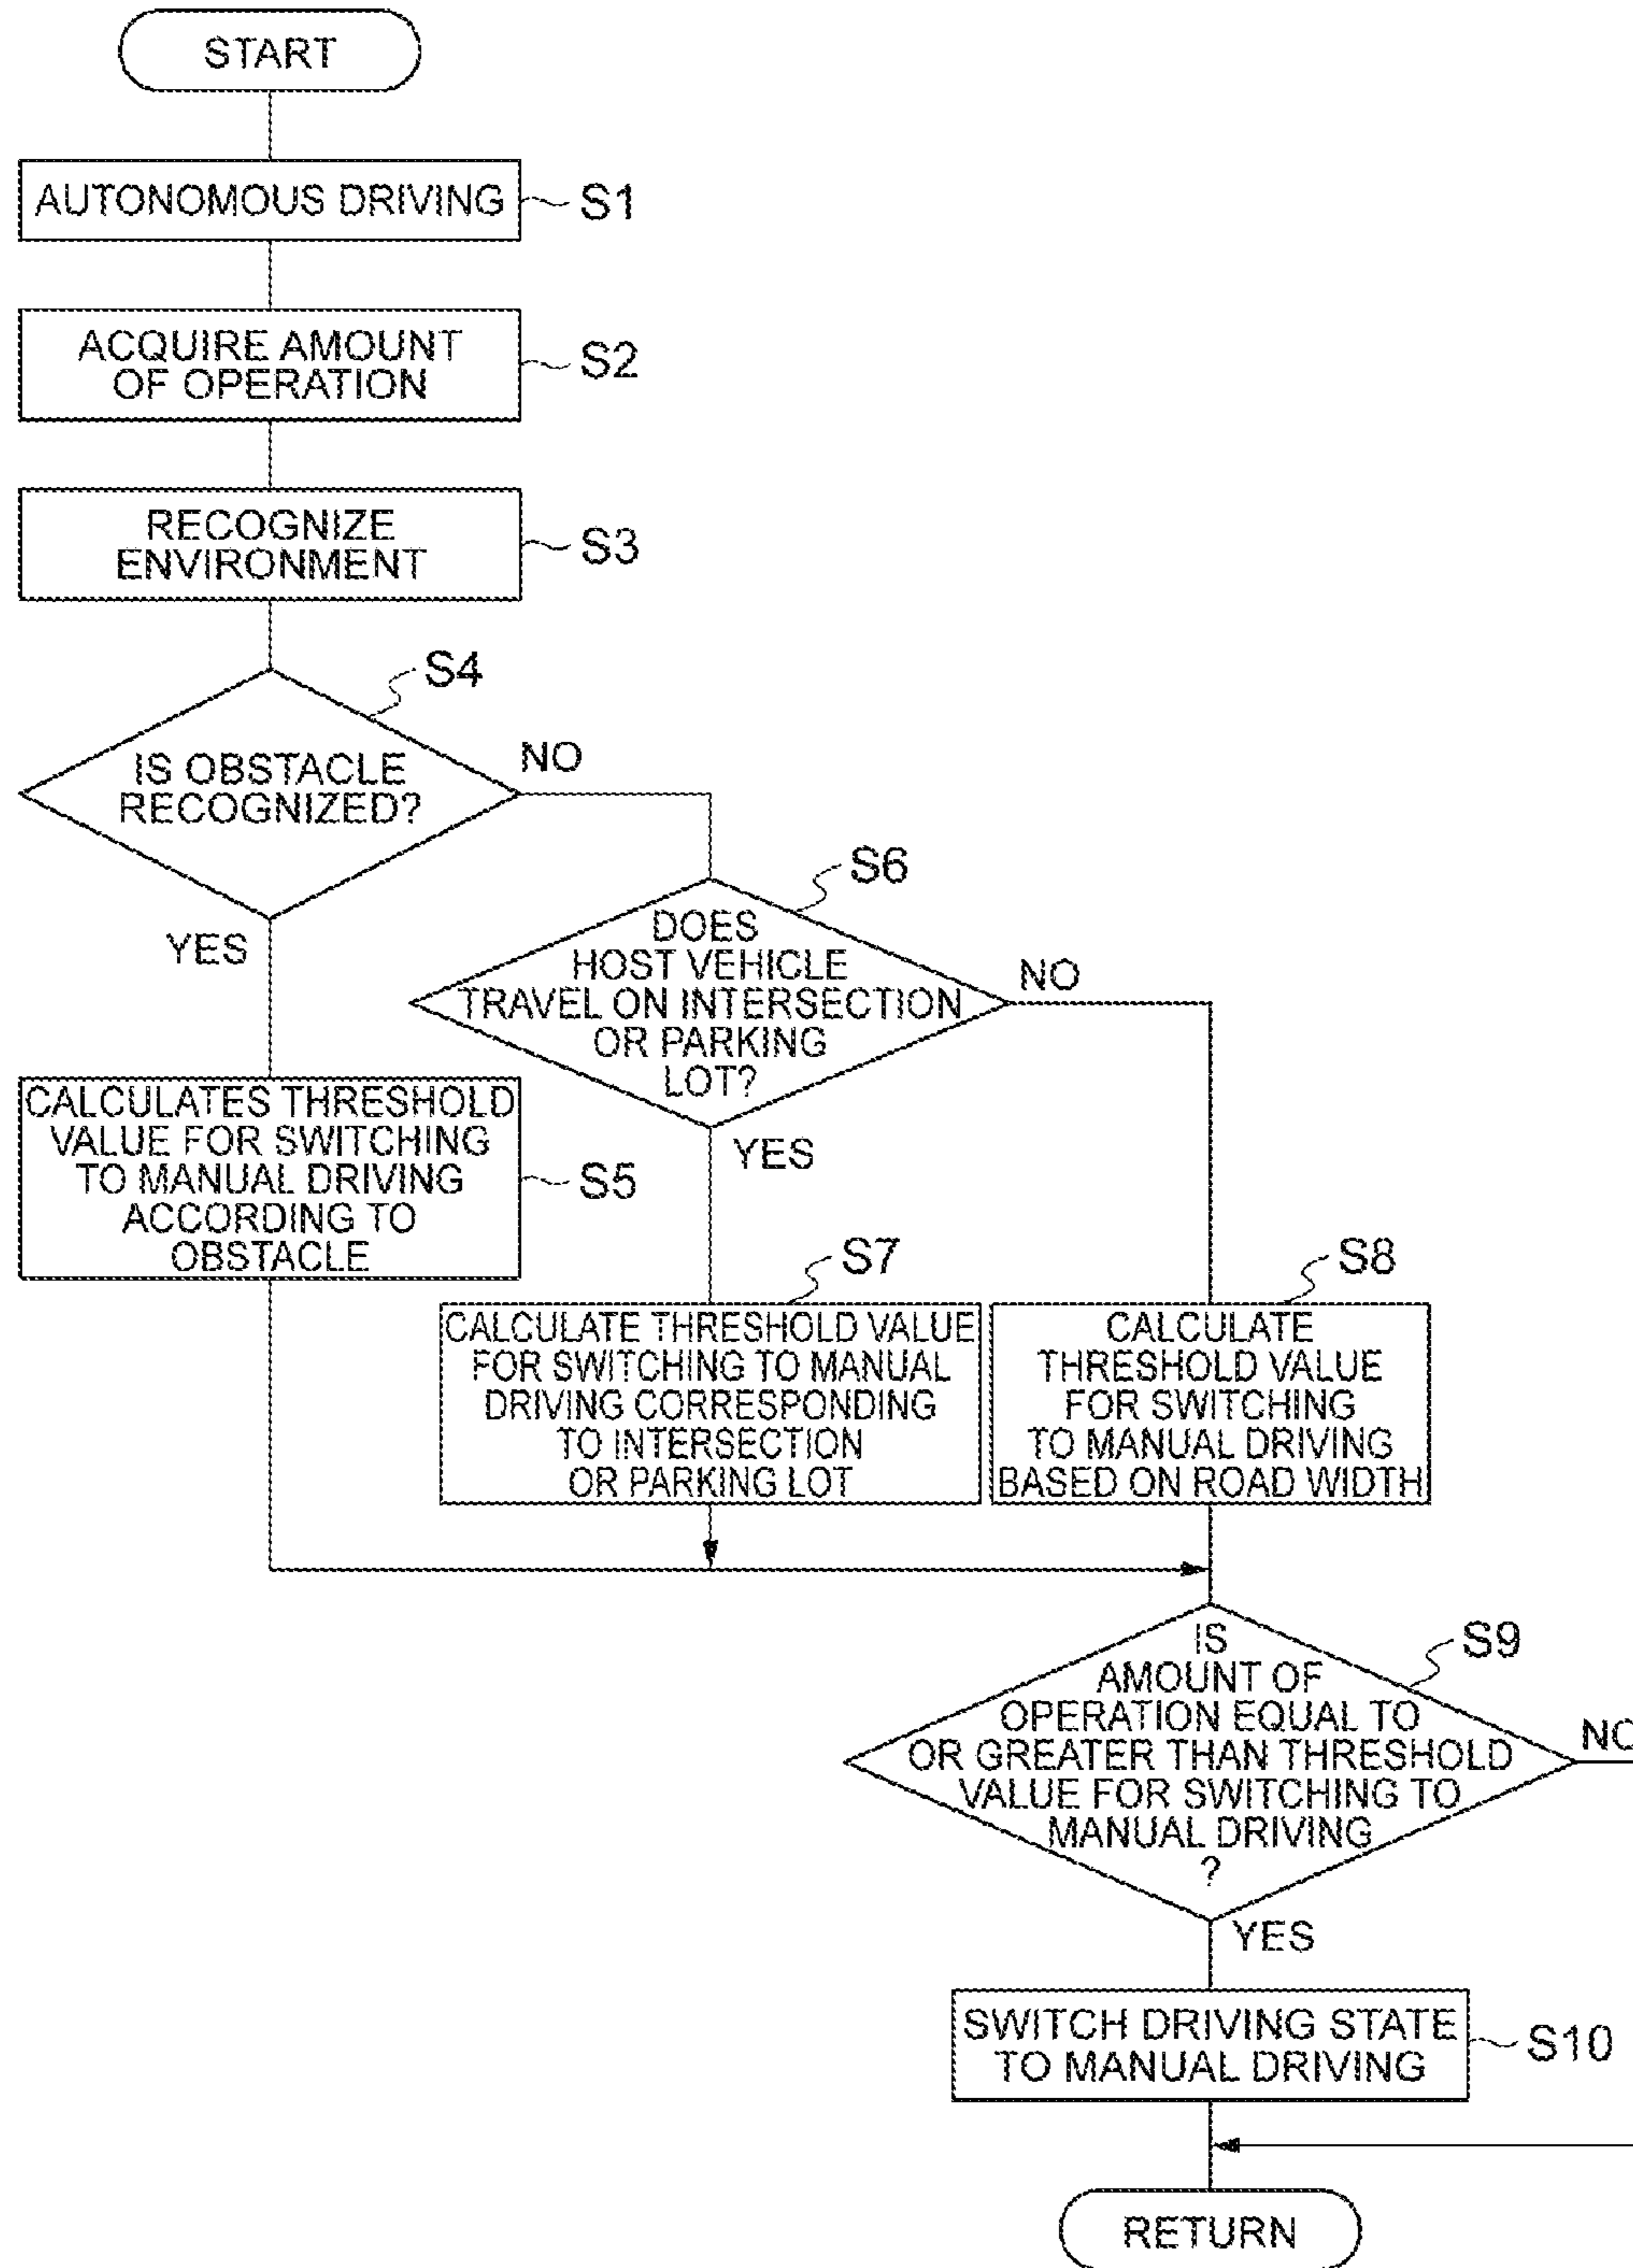 START
AUTONOMOUS DRIVING
S1
ACQUIRE AMOUNT
OF OPERATION
S2
RECOGNIZE
ENVIRONMENT
S3
S4
IS OBSTACLE
RECOGNIZED?
NO
YES
S6
DOES
HOST VEHICLE
TRAVEL ON INTERSECTION
OR PARKING
LOT?
NO
YES
CALCULATES THRESHOLD
VALUE FOR SWITCHING
TO MANUAL DRIVING
ACCORDING TO
OBSTACLE
S5
S7
CALCULATE THRESHOLD VALUE
FOR SWITCHING TO MANUAL
DRIVING CORRESPONDING
TO INTERSECTION
OR PARKING LOT
S8
CALCULATE
THRESHOLD VALUE
FOR SWITCHING
TO MANUAL DRIVING
BASED ON ROAD WIDTH
S9
IS
AMOUNT OF
OPERATION EQUAL TO
OR GREATER THAN THRESHOLD
VALUE FOR SWITCHING TO
MANUAL DRIVING
?
NO
YES
SWITCH DRIVING STATE
TO MANUAL DRIVING
S10
RETURN